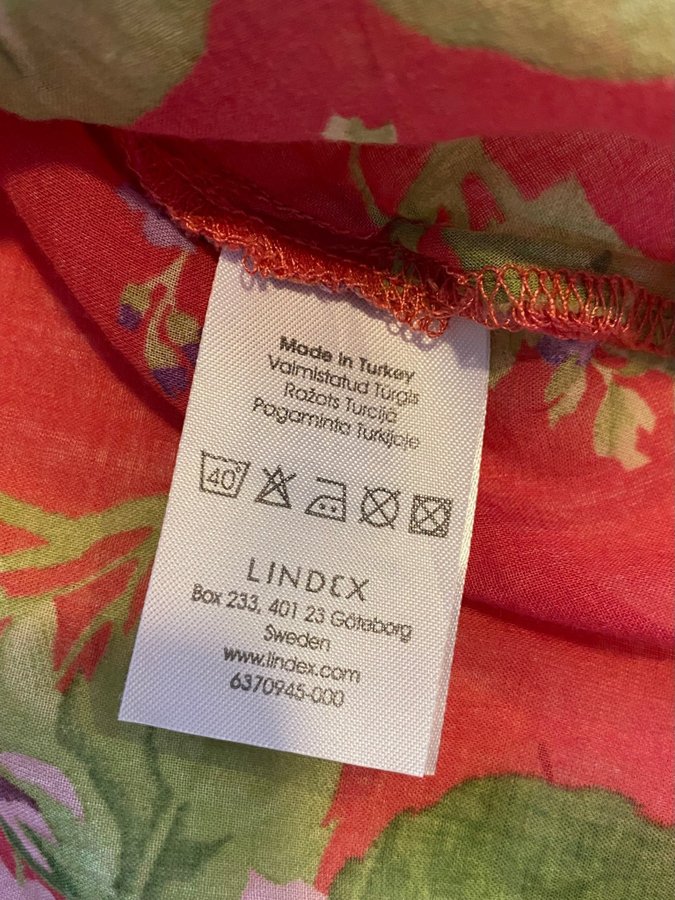 Made in Turkey
Valmistatud Türgis
Ražots Turcijā
Pagaminta Turkijoje
40°
LINDEX
Box 233, 401 23 Göteborg
Sweden
www.lindex.com
6370945-000